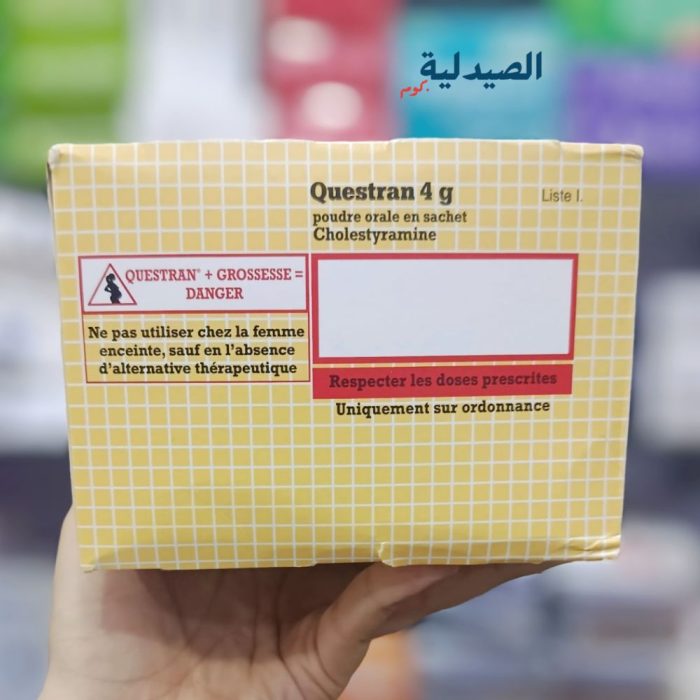 الصيدلية
.كوم
Questran 4 g
Liste I.
poudre orale en sachet
Cholestyramine
QUESTRAN® + GROSSESSE =
DANGER
Ne pas utiliser chez la femme
enceinte, sauf en l'absence
d'alternative thérapeutique
Respecter les doses prescrites
Uniquement sur ordonnance